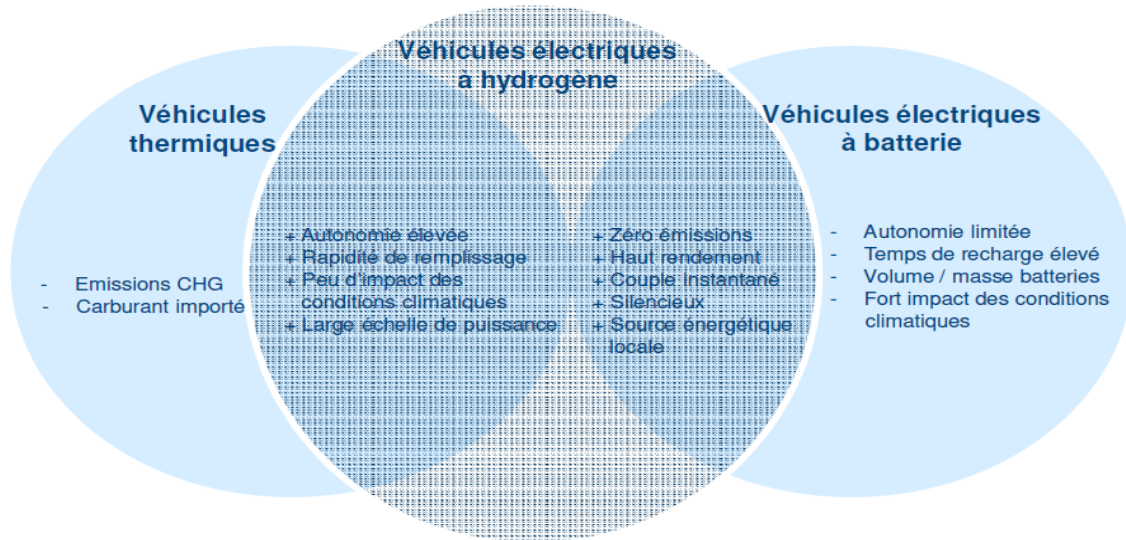 Véhicules électriques
à hydrogène
Véhicules
thermiques
Véhicules électriques
à batterie
- Emissions CHG
- Carburant importé
+ Autonomie élevée
+ Rapidité de remplissage
+ Peu d'impact des
conditions climatiques
+ Large échelle de puissance
+ Zéro émissions
+ Haut rendement
+ Couple instantané
+ Silencieux
+ Source énergétique
locale
- Autonomie limitée
- Temps de recharge élevé
- Volume / masse batteries
- Fort impact des conditions
climatiques